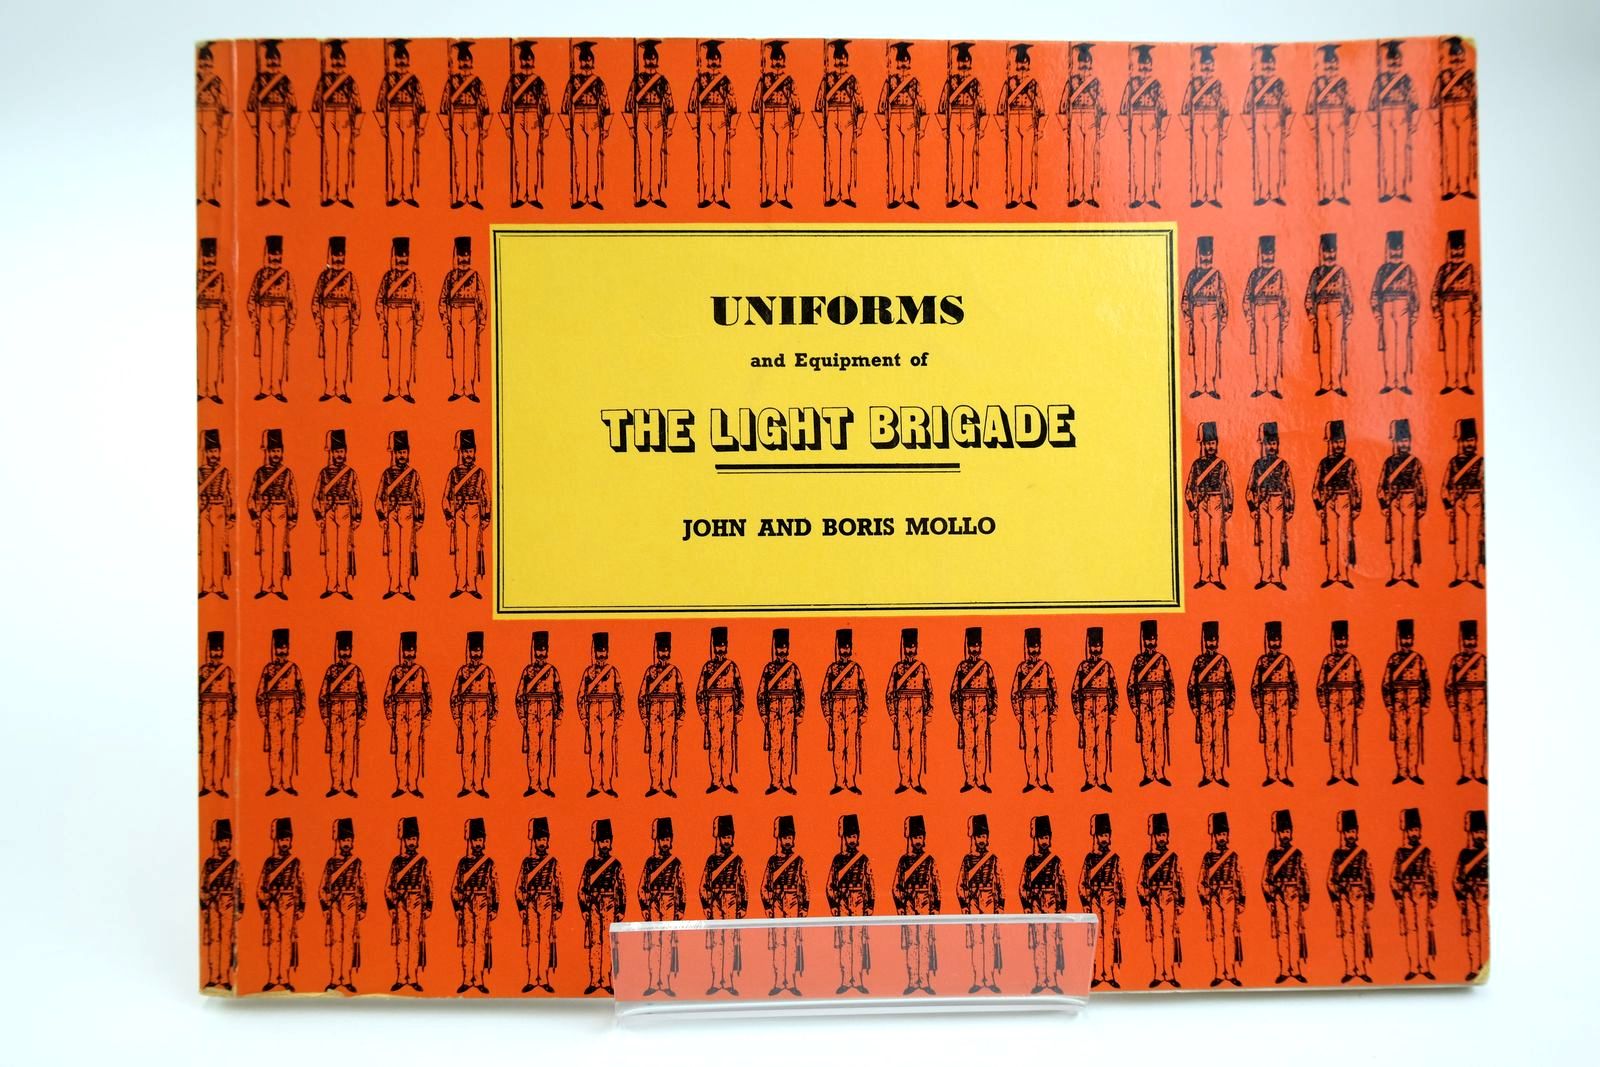 UNIFORMS
and Equipment of
THE LIGHT BRIGADE
JOHN AND BORIS MOLLO